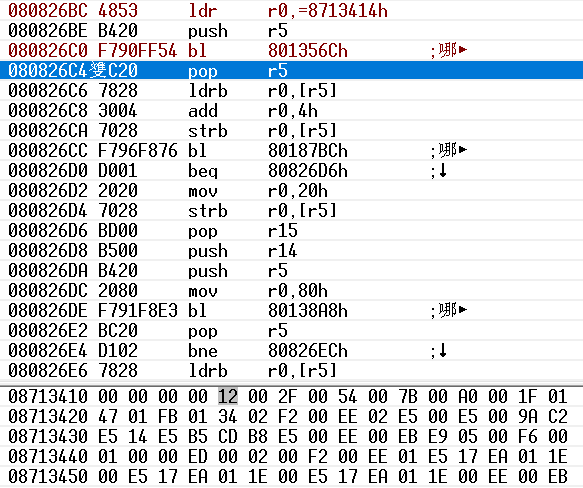 080826BC 4853 ldr r0,=8713414h
080826BE B420 push r5
080826C0 F790FF54 bl 801356Ch ;哪►
080826C4雙C20 pop r5
080826C6 7828 ldrb r0,[r5]
080826C8 3004 add r0,4h
080826CA 7028 strb r0,[r5]
080826CC F796F876 bl 80187BCh ;哪►
080826D0 D001 beq 80826D6h ;↓
080826D2 2020 mov r0,20h
080826D4 7028 strb r0,[r5]
080826D6 BD00 pop r15
080826D8 B500 push r14
080826DA B420 push r5
080826DC 2080 mov r0,80h
080826DE F791F8E3 bl 80138A8h ;哪►
080826E2 BC20 pop r5
080826E4 D102 bne 80826ECh ;↓
080826E6 7828 ldrb r0,[r5]
08713410 00 00 00 00 12 00 2F 00 54 00 7B 00 A0 00 1F 01
08713420 47 01 FB 01 34 02 F2 00 EE 02 E5 00 E5 00 9A C2
08713430 E5 14 E5 B5 CD B8 E5 00 EE 00 EB E9 05 00 F6 00
08713440 01 00 00 ED 00 02 00 F2 00 EE 01 E5 17 EA 01 1E
08713450 00 E5 17 EA 01 1E 00 E5 17 EA 01 1E 00 EE 00 EB